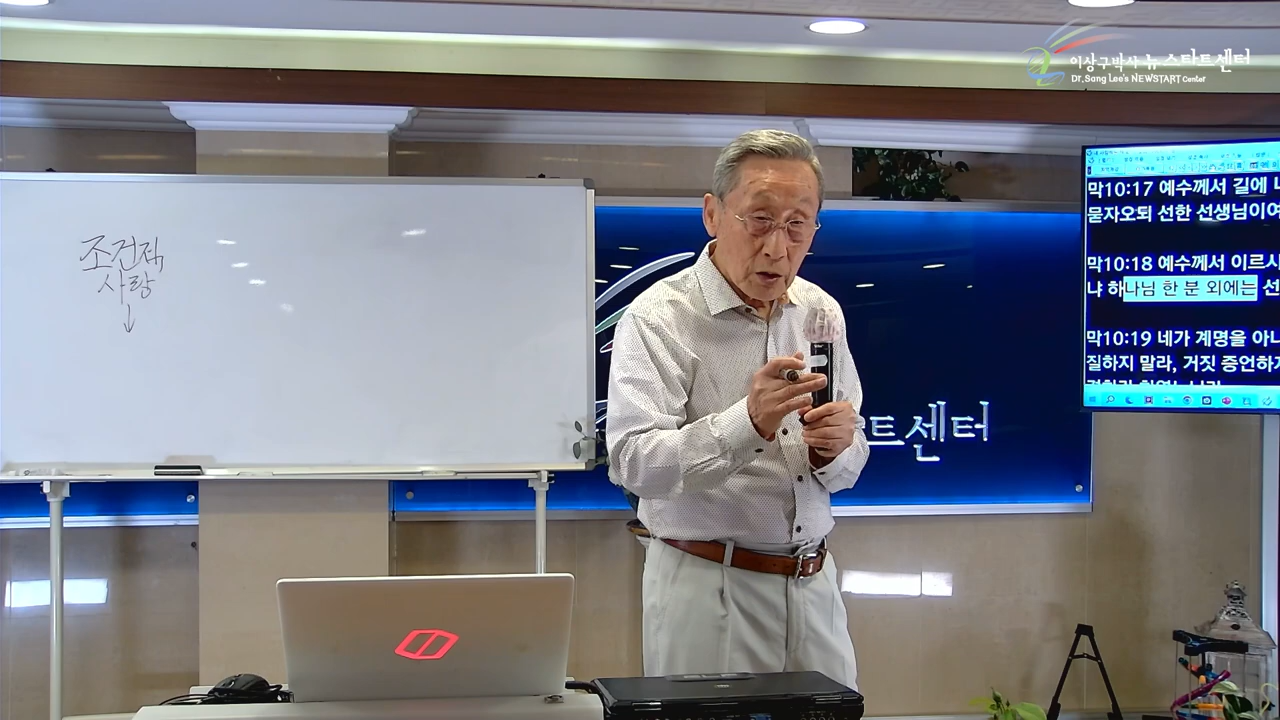 이상구박사 뉴스타트센터
Dr. Sang Lee's NEWSTART Center
조건적
사랑
↓
트센터
막10:17 예수께서 길에 나
묻자오되 선한 선생님이여
막10:18 예수께서 이르시
냐 하나님 한 분 외에는 선
막10:19 네가 계명을 아나
질하지 말라, 거짓 증언하지